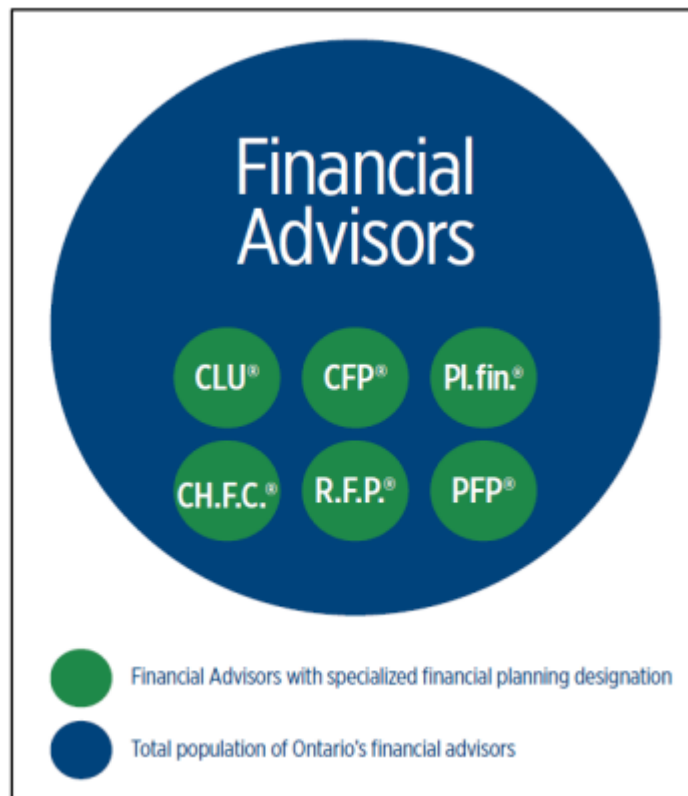 Financial
Advisors
CLU® CFP® Pl.fin.®
CH.F.C.® R.F.P.® PFP®
Financial Advisors with specialized financial planning designation
Total population of Ontario's financial advisors